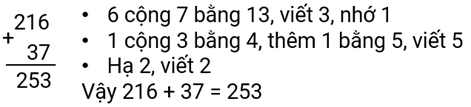 216
+
37
253
• 6 cộng 7 bằng 13, viết 3, nhớ 1
• 1 cộng 3 bằng 4, thêm 1 bằng 5, viết 5
• Hạ 2, viết 2
Vậy 216 + 37 = 253